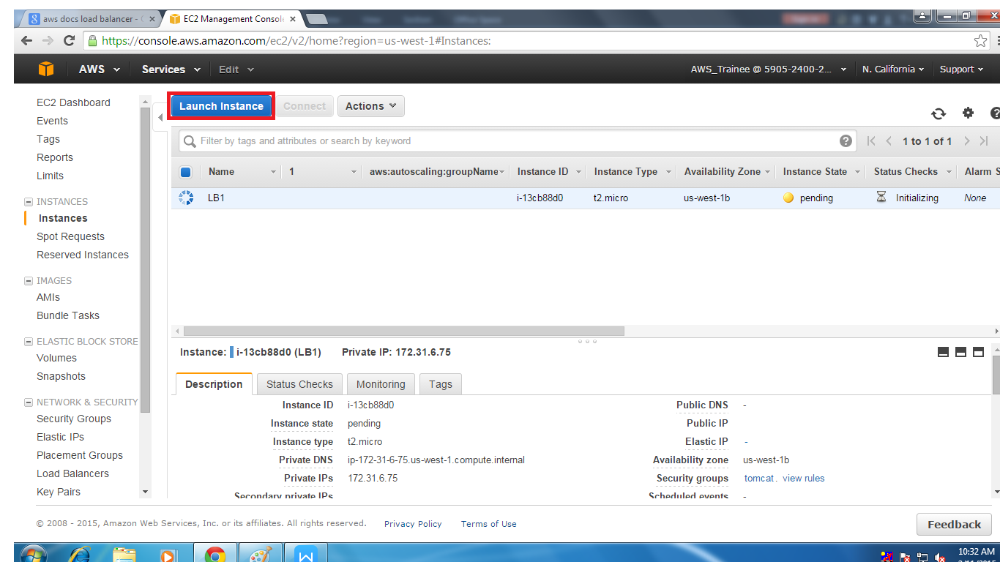 aws docs load balancer - G
EC2 Management Console
https://console.aws.amazon.com/ec2/v2/home?region=us-west-1#Instances:
AWS Services Edit AWS_Trainee @ 5905-2400-2... N. California Support
EC2 Dashboard
Events
Tags
Reports
Limits
INSTANCES
Instances
Spot Requests
Reserved Instances
IMAGES
AMIs
Bundle Tasks
ELASTIC BLOCK STORE
Volumes
Snapshots
NETWORK & SECURITY
Security Groups
Elastic IPs
Placement Groups
Load Balancers
Key Pairs
Launch Instance Connect Actions
Filter by tags and attributes or search by keyword 1 to 1 of 1
Name 1 aws:autoscaling:groupName Instance ID Instance Type Availability Zone Instance State Status Checks Alarm S
LB1 i-13cb88d0 t2.micro us-west-1b pending Initializing None
Instance: i-13cb88d0 (LB1) Private IP: 172.31.6.75
Description Status Checks Monitoring Tags
Instance ID i-13cb88d0 Public DNS -
Instance state pending Public IP
Instance type t2.micro Elastic IP -
Private DNS ip-172-31-6-75.us-west-1.compute.internal Availability zone us-west-1b
Private IPs 172.31.6.75 Security groups tomcat. view rules
Secondary private IPs Scheduled events -
© 2008 - 2015, Amazon Web Services, Inc. or its affiliates. All rights reserved. Privacy Policy Terms of Use Feedback
10:32 AM